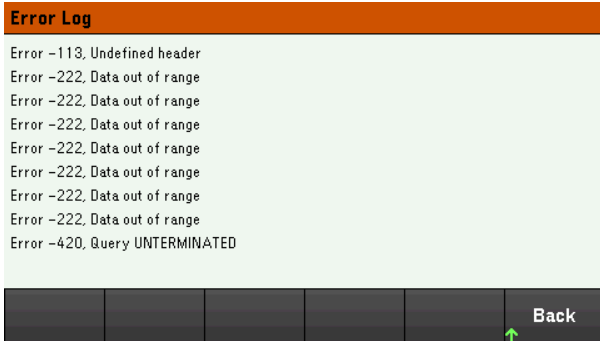 Error Log
Error -113, Undefined header
Error -222, Data out of range
Error -222, Data out of range
Error -222, Data out of range
Error -222, Data out of range
Error -222, Data out of range
Error -222, Data out of range
Error -222, Data out of range
Error -420, Query UNTERMINATED
Back